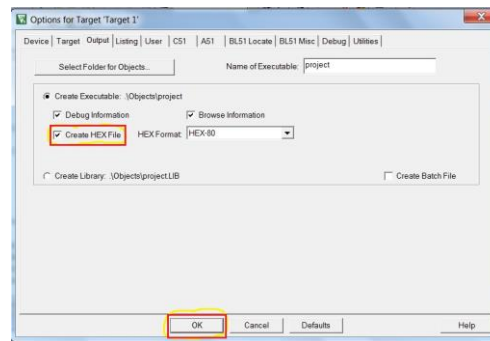 Options for Target 'Target 1'
Device | Target | Output | Listing | User | C51 | A51 | BL51 Locate | BL51 Misc | Debug | Utilities
Select Folder for Objects... Name of Executable: project
Create Executable: .\Objects\project
Debug Information Browse Information
Create HEX File HEX Format: HEX-80
Create Library: .\Objects\project.LIB Create Batch File
OK Cancel Defaults Help